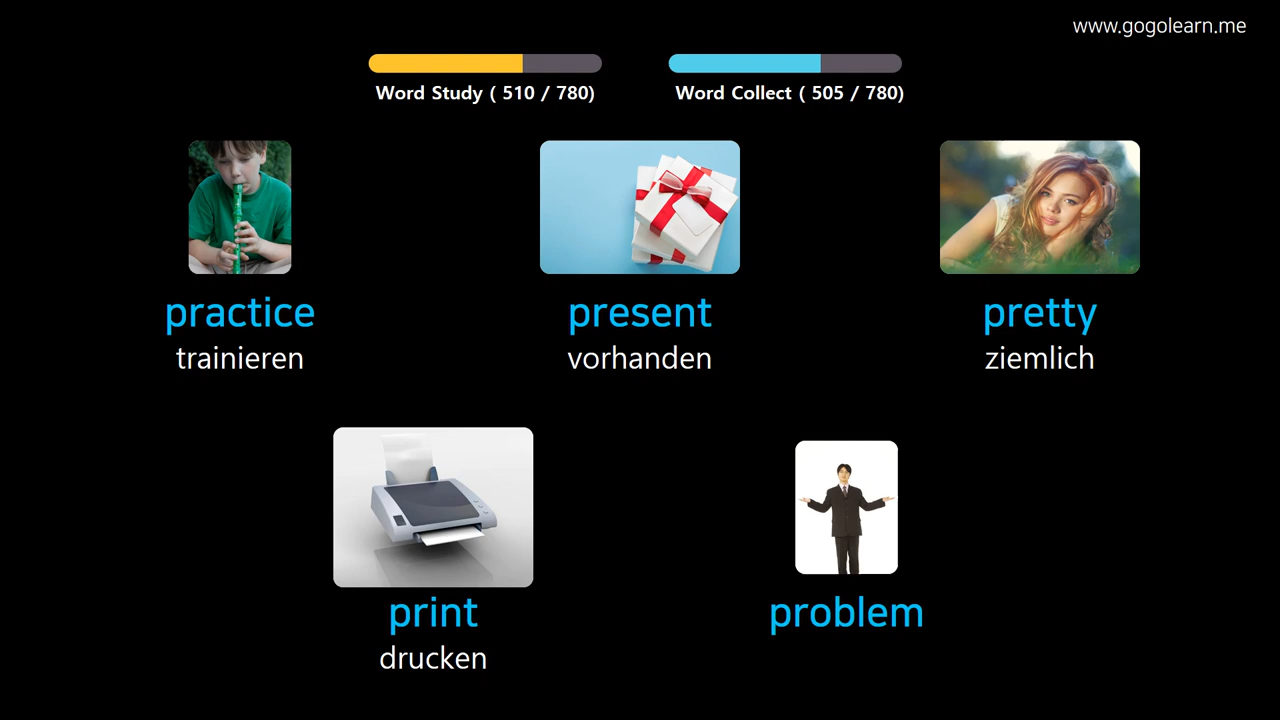 www.gogolearn.me
Word Study ( 510 / 780)
Word Collect ( 505 / 780)
practice
trainieren
present
vorhanden
pretty
ziemlich
print
drucken
problem